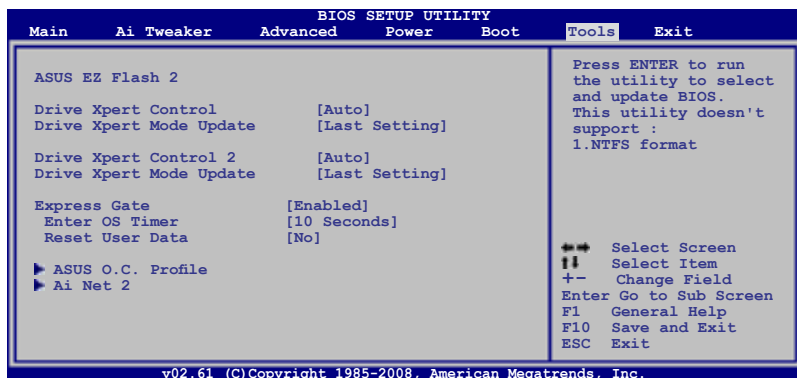 BIOS SETUP UTILITY
Main Ai Tweaker Advanced Power Boot Tools Exit
ASUS EZ Flash 2
Drive Xpert Control [Auto]
Drive Xpert Mode Update [Last Setting]
Drive Xpert Control 2 [Auto]
Drive Xpert Mode Update [Last Setting]
Express Gate [Enabled]
Enter OS Timer [10 Seconds]
Reset User Data [No]
ASUS O.C. Profile
Ai Net 2
Press ENTER to run
the utility to select
and update BIOS.
This utility doesn't
support :
1.NTFS format
←→ Select Screen
↑↓ Select Item
+- Change Field
Enter Go to Sub Screen
F1 General Help
F10 Save and Exit
ESC Exit
v02.61 (C)Copyright 1985-2008, American Megatrends, Inc.